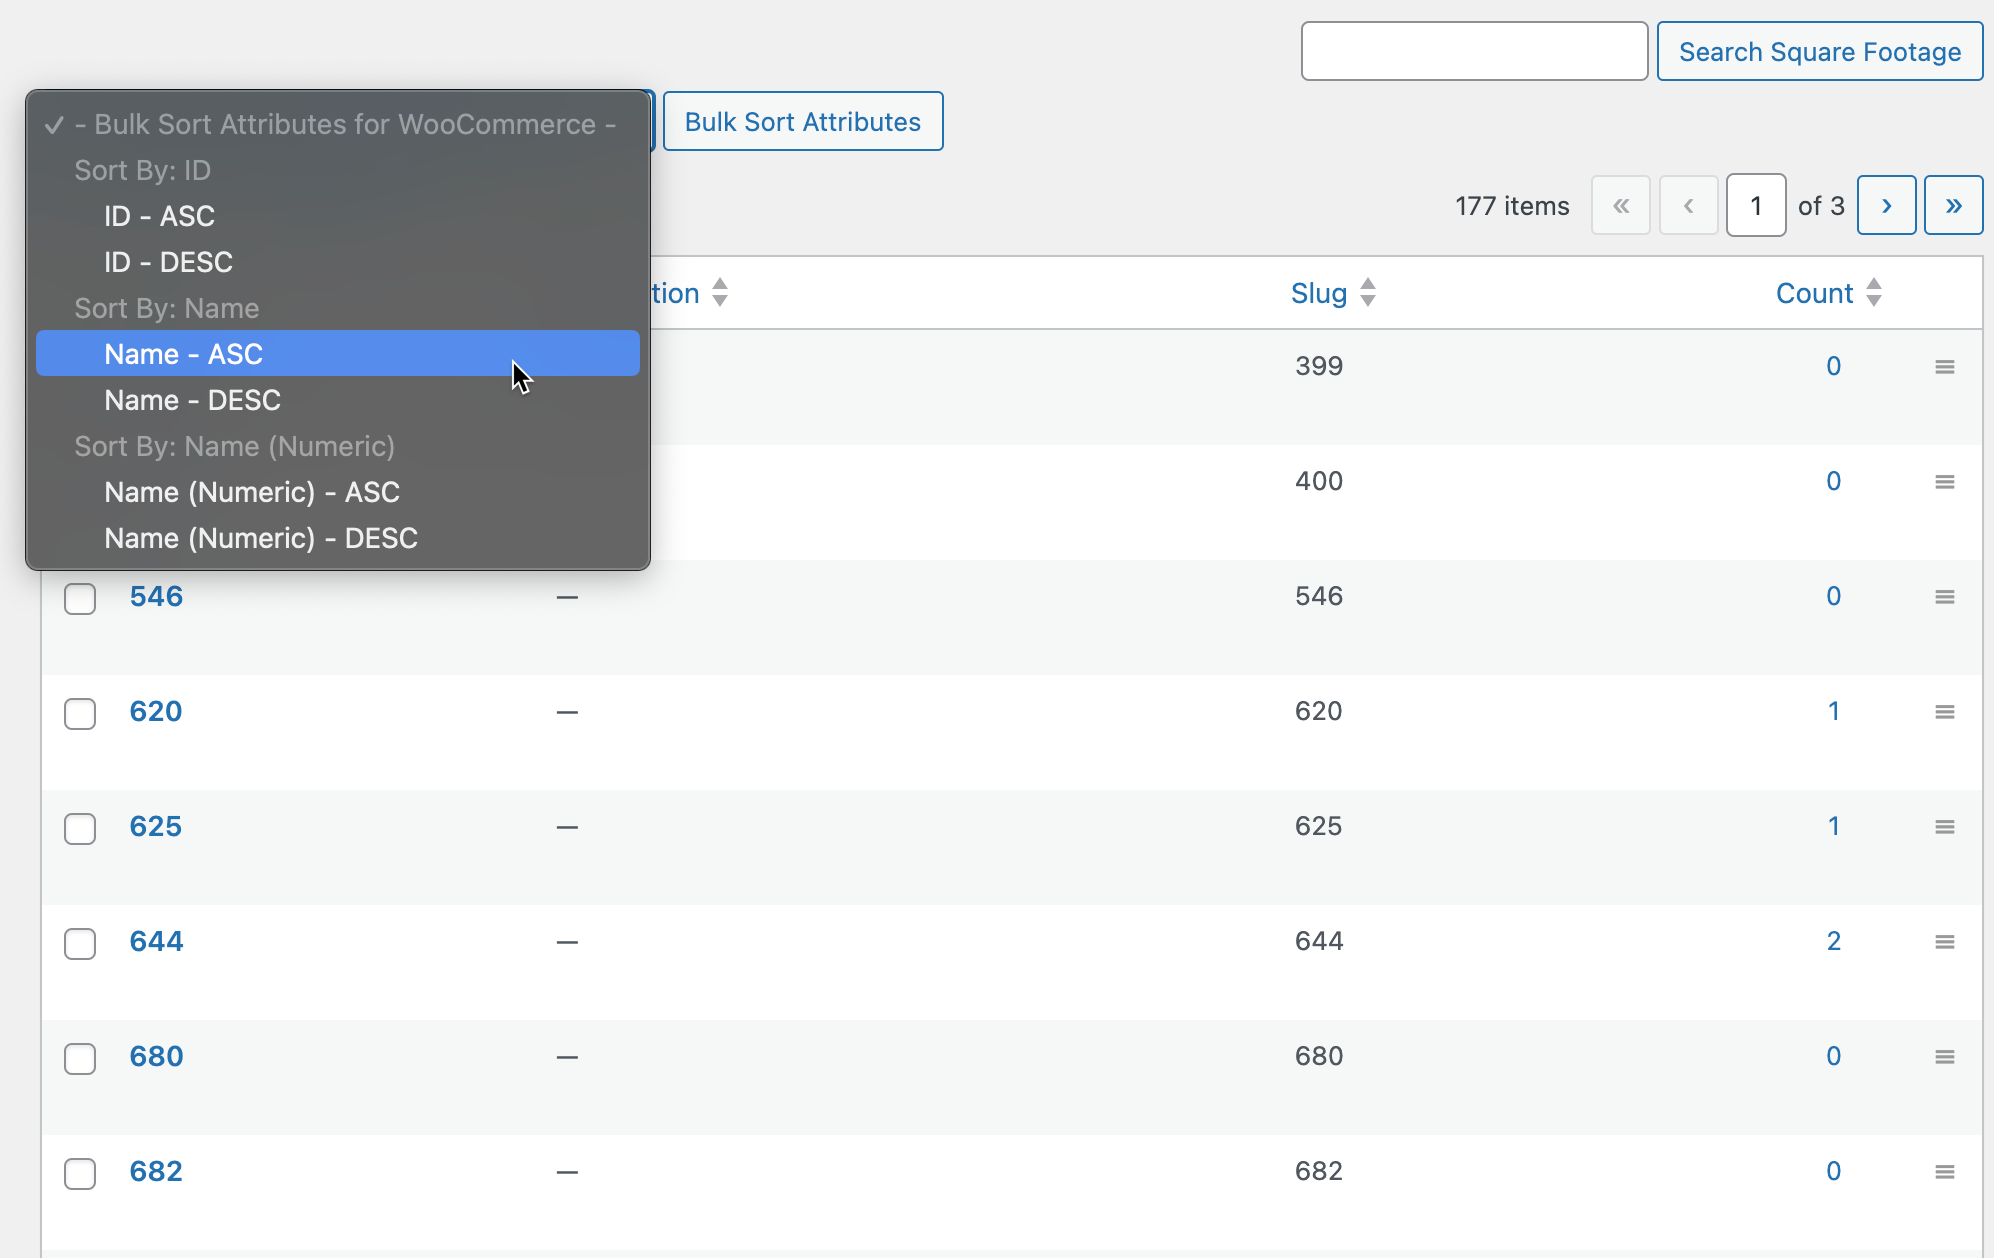 Search Square Footage
✓ - Bulk Sort Attributes for WooCommerce -
Bulk Sort Attributes
Sort By: ID
ID - ASC
ID - DESC
Sort By: Name
Name - ASC
Name - DESC
Sort By: Name (Numeric)
Name (Numeric) - ASC
Name (Numeric) - DESC
177 items « ‹ 1 of 3 › »
tion Slug Count
399 0
400 0
546 — 546 0
620 — 620 1
625 — 625 1
644 — 644 2
680 — 680 0
682 — 682 0